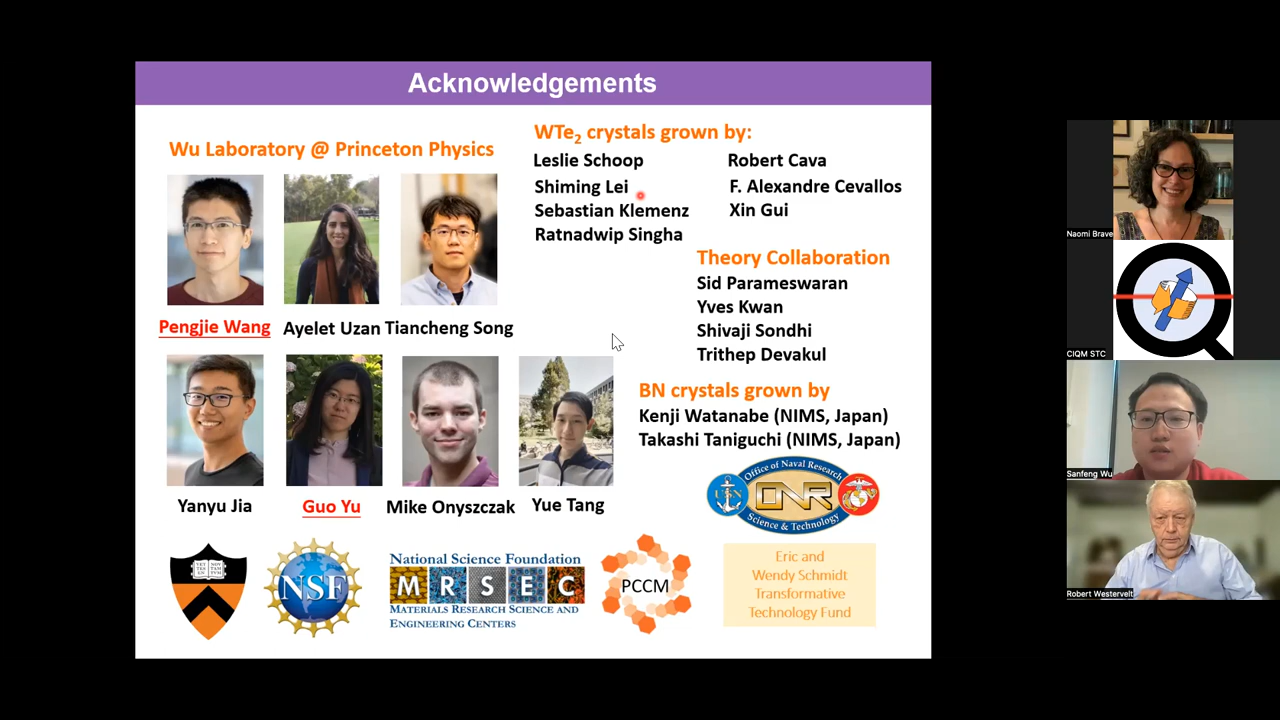 Acknowledgements
Wu Laboratory @ Princeton Physics
Pengjie Wang
Ayelet Uzan
Tiancheng Song
Yanyu Jia
Guo Yu
Mike Onyszczak
Yue Tang
WTe2 crystals grown by:
Leslie Schoop
Robert Cava
Shiming Lei
F. Alexandre Cevallos
Sebastian Klemenz
Xin Gui
Ratnadwip Singha
Theory Collaboration
Sid Parameswaran
Yves Kwan
Shivaji Sondhi
Trithep Devakul
BN crystals grown by
Kenji Watanabe (NIMS, Japan)
Takashi Taniguchi (NIMS, Japan)
Office of Naval Research
USN
ONR
Science & Technology
NSF
National Science Foundation
MRSEC
Materials Research Science and
Engineering Centers
PCCM
Eric and
Wendy Schmidt
Transformative
Technology Fund
Naomi Brave
CIQM STC
Sanfeng Wu
Robert Westervelt